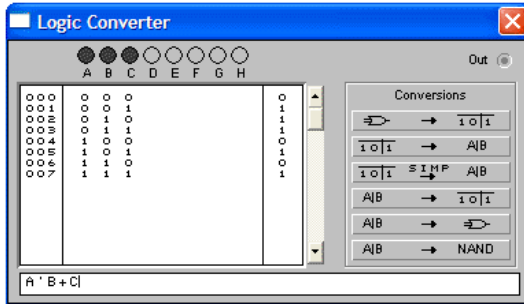 Logic Converter
A B C D E F G H
Out
000 0 0 0 0
001 0 0 1 1
002 0 1 0 1
003 0 1 1 1
004 1 0 0 0
005 1 0 1 1
006 1 1 0 0
007 1 1 1 1
Conversions
→ 1 0 1
1 0 1 → A|B
1 0 1 SIMP → A|B
A|B → 1 0 1
A|B →
A|B → NAND
A ' B + C